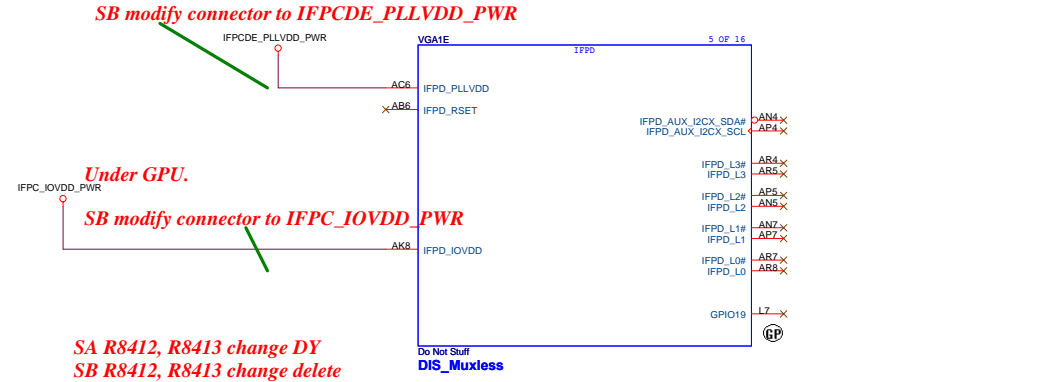 SB modify connector to IFPCDE_PLLVDD_PWR
IFPCDE_PLLVDD_PWR
VGA1E
5 OF 16
IFPD
AC6
IFPD_PLLVDD
AB6
IFPD_RSET
IFPD_AUX_I2CX_SDA#
AN4
IFPD_AUX_I2CX_SCL
AP4
IFPD_L3#
AR4
IFPD_L3
AR5
Under GPU.
IFPC_IOVDD_PWR
IFPD_L2#
AP5
IFPD_L2
AN5
SB modify connector to IFPC_IOVDD_PWR
IFPD_L1#
AN7
IFPD_L1
AP7
AK8
IFPD_IOVDD
IFPD_L0#
AR7
IFPD_L0
AR8
GPIO19
L7
GP
SA R8412, R8413 change DY
Do Not Stuff
SB R8412, R8413 change delete
DIS_Muxless